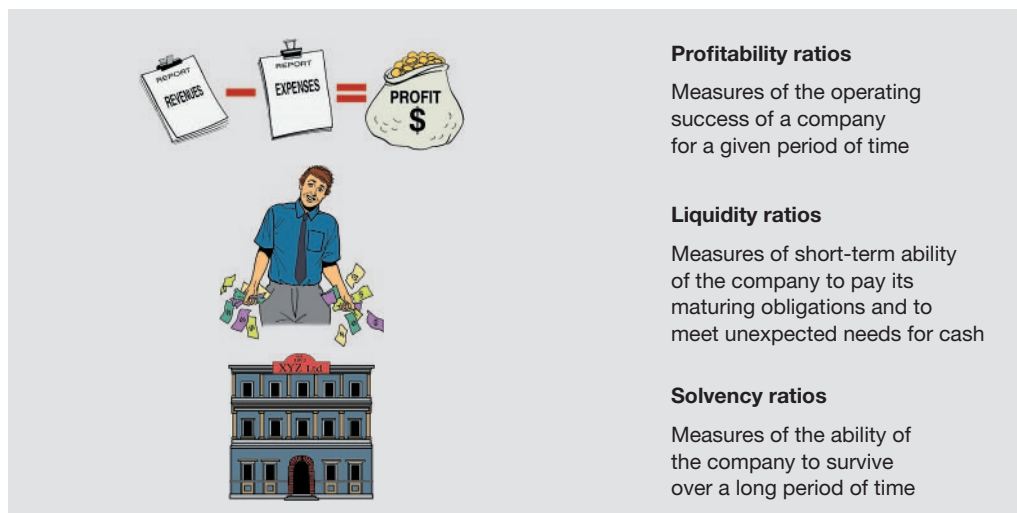 REPORT
REVENUES
REPORT
EXPENSES
PROFIT
$
Profitability ratios
Measures of the operating
success of a company
for a given period of time
Liquidity ratios
Measures of short-term ability
of the company to pay its
maturing obligations and to
meet unexpected needs for cash
XYZ Ltd
Solvency ratios
Measures of the ability of
the company to survive
over a long period of time